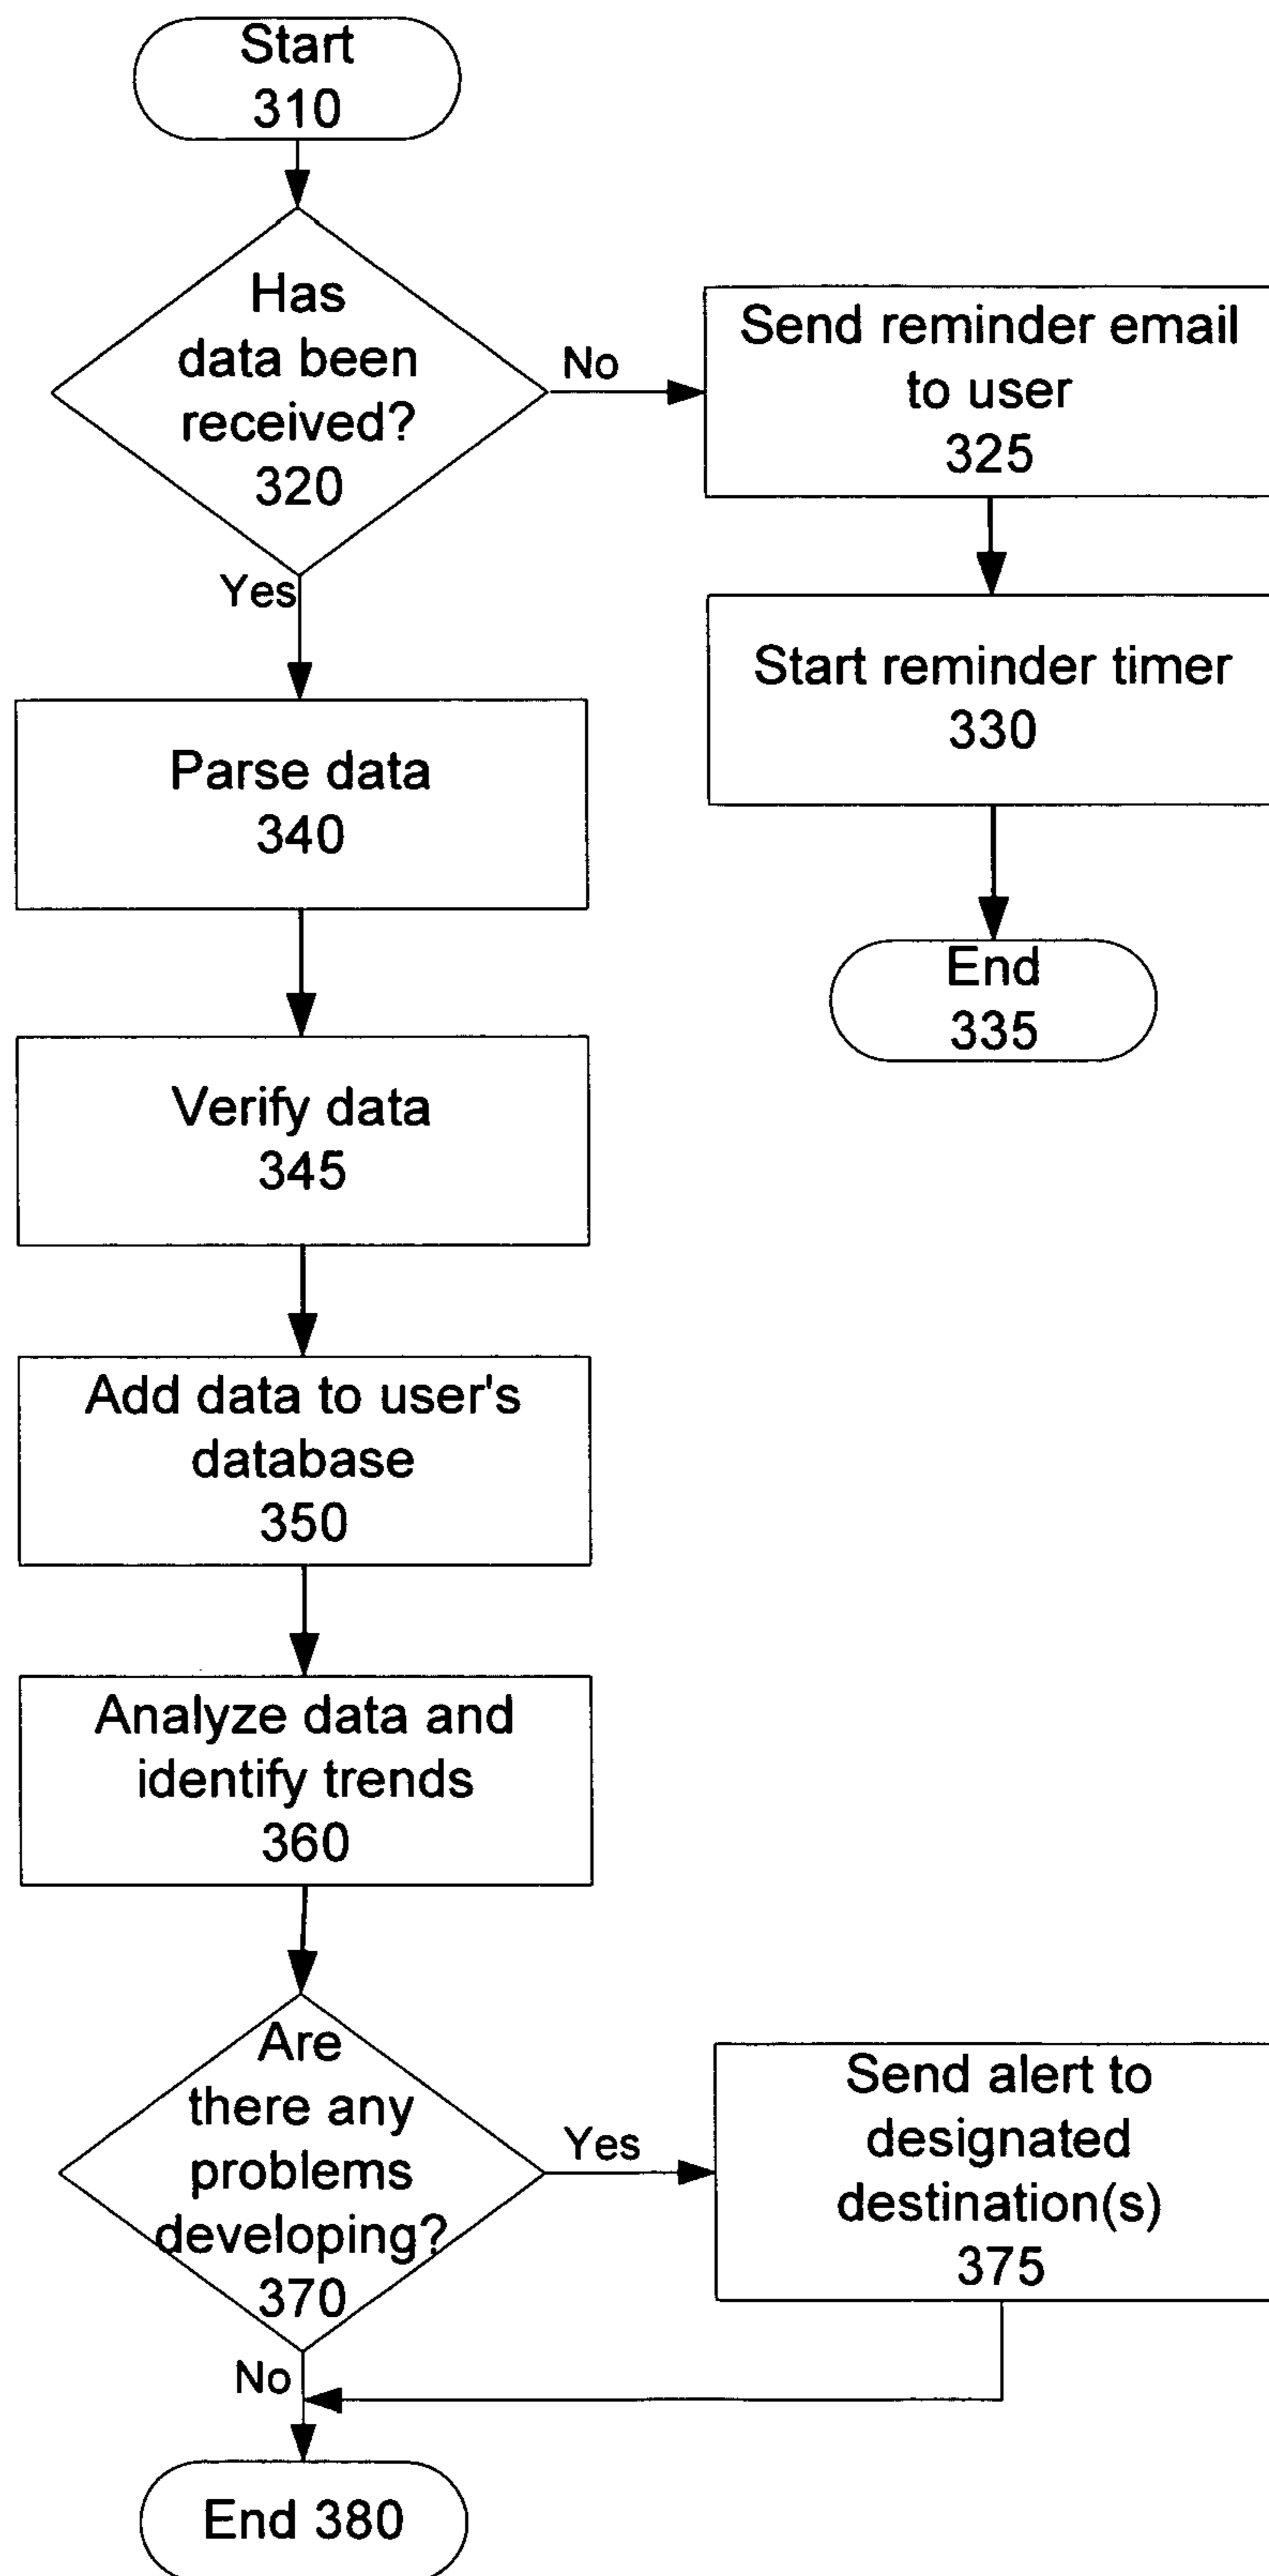 Start
310
Has
data been
received?
320
No
Send reminder email
to user
325
Yes
Start reminder timer
330
Parse data
340
End
335
Verify data
345
Add data to user's
database
350
Analyze data and
identify trends
360
Are
there any
problems
developing?
370
Yes
Send alert to
designated
destination(s)
375
No
End 380